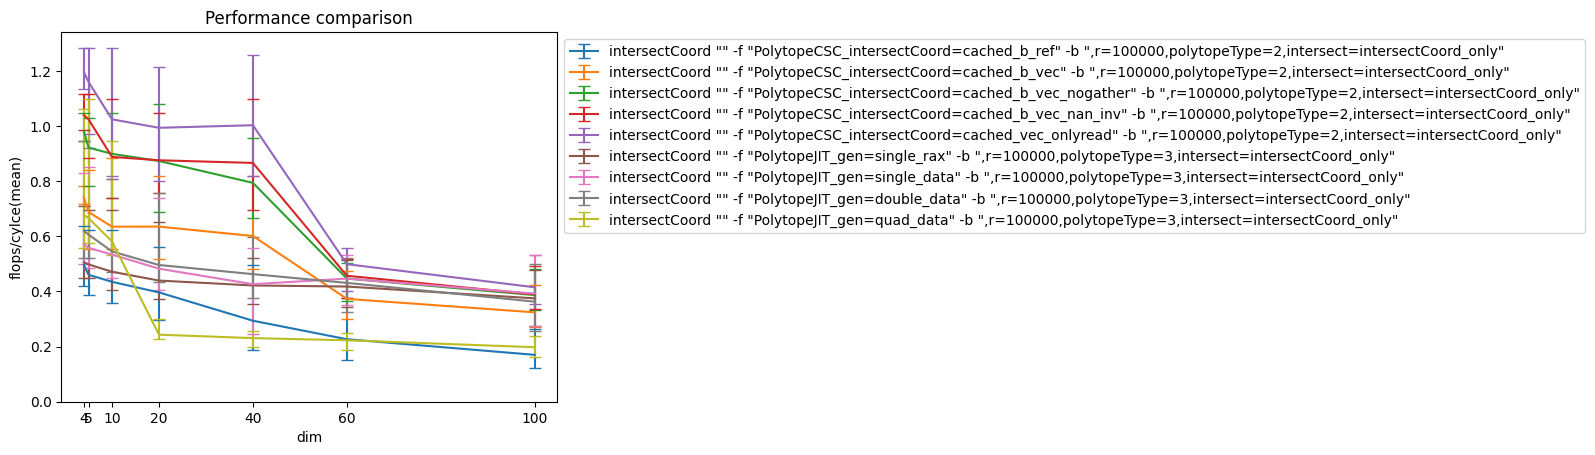 Performance comparison
flops/cylce(mean)
1.2
1.0
0.8
0.6
0.4
0.2
0.0
4 5 10 20 40 60 100
dim
intersectCoord "" -f "PolytopeCSC_intersectCoord=cached_b_ref" -b ",r=100000,polytopeType=2,intersect=intersectCoord_only"
intersectCoord "" -f "PolytopeCSC_intersectCoord=cached_b_vec" -b ",r=100000,polytopeType=2,intersect=intersectCoord_only"
intersectCoord "" -f "PolytopeCSC_intersectCoord=cached_b_vec_nogather" -b ",r=100000,polytopeType=2,intersect=intersectCoord_only"
intersectCoord "" -f "PolytopeCSC_intersectCoord=cached_b_vec_nan_inv" -b ",r=100000,polytopeType=2,intersect=intersectCoord_only"
intersectCoord "" -f "PolytopeCSC_intersectCoord=cached_vec_onlyread" -b ",r=100000,polytopeType=2,intersect=intersectCoord_only"
intersectCoord "" -f "PolytopeJIT_gen=single_rax" -b ",r=100000,polytopeType=3,intersect=intersectCoord_only"
intersectCoord "" -f "PolytopeJIT_gen=single_data" -b ",r=100000,polytopeType=3,intersect=intersectCoord_only"
intersectCoord "" -f "PolytopeJIT_gen=double_data" -b ",r=100000,polytopeType=3,intersect=intersectCoord_only"
intersectCoord "" -f "PolytopeJIT_gen=quad_data" -b ",r=100000,polytopeType=3,intersect=intersectCoord_only"